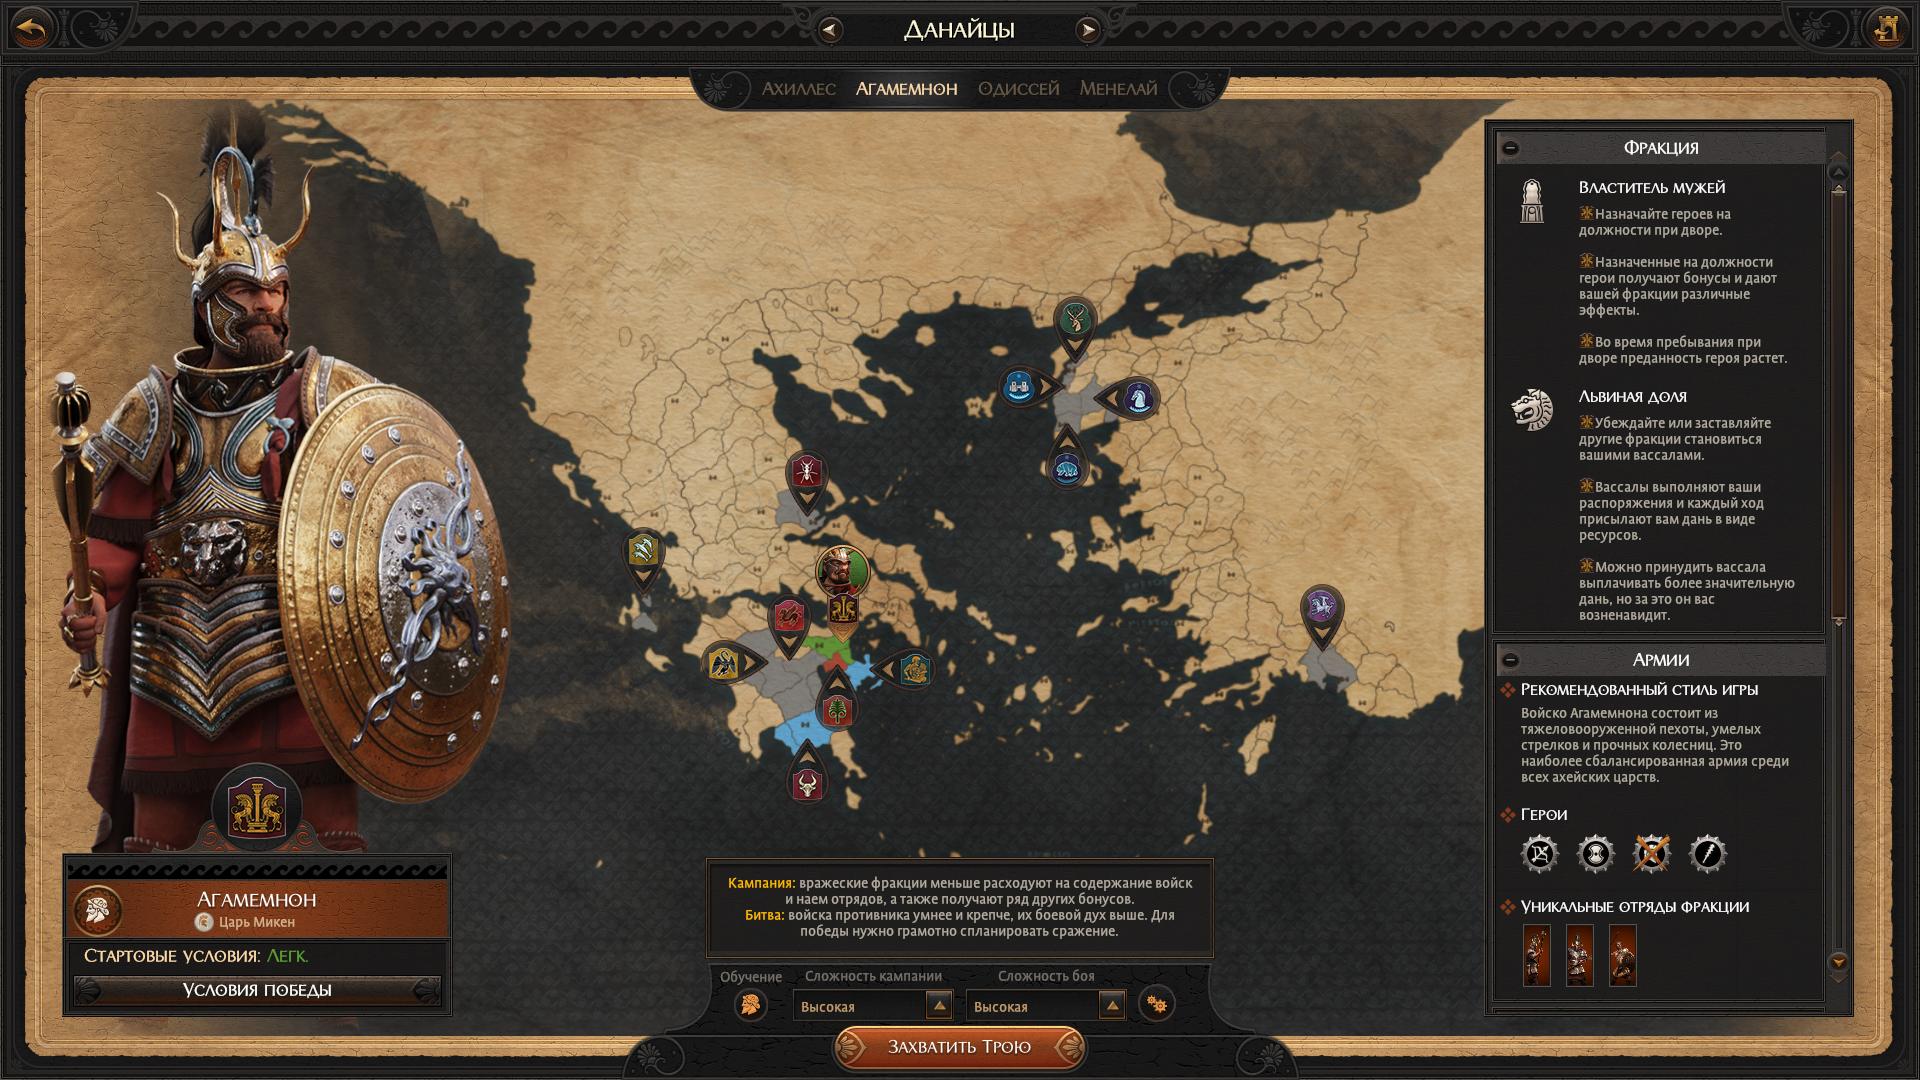 Данайцы
Ахиллес Агамемнон Одиссей Менелай
Фракция
Властитель мужей
Назначайте героев на
должности при дворе.
Назначенные на должности
герои получают бонусы и дают
вашей фракции различные
эффекты.
Во время пребывания при
дворе преданность героя растет.
Львиная доля
Убеждайте или заставляйте
другие фракции становиться
вашими вассалами.
Вассалы выполняют ваши
распоряжения и каждый ход
присылают вам дань в виде
ресурсов.
Можно принудить вассала
выплачивать более значительную
дань, но за это он вас
возненавидит.
Армии
Рекомендованный стиль игры
Войско Агамемнона состоит из
тяжеловооруженной пехоты, умелых
стрелков и прочных колесниц. Это
наиболее сбалансированная армия среди
всех ахейских царств.
Герои
Уникальные отряды фракции
Агамемнон
Царь Микен
Стартовые условия: Легк.
Условия победы
Кампания: вражеские фракции меньше расходуют на содержание войск
и наем отрядов, а также получают ряд других бонусов.
Битва: войска противника умнее и крепче, их боевой дух выше. Для
победы нужно грамотно спланировать сражение.
Обучение Сложность кампании Сложность боя
Высокая Высокая
Захватить Трою